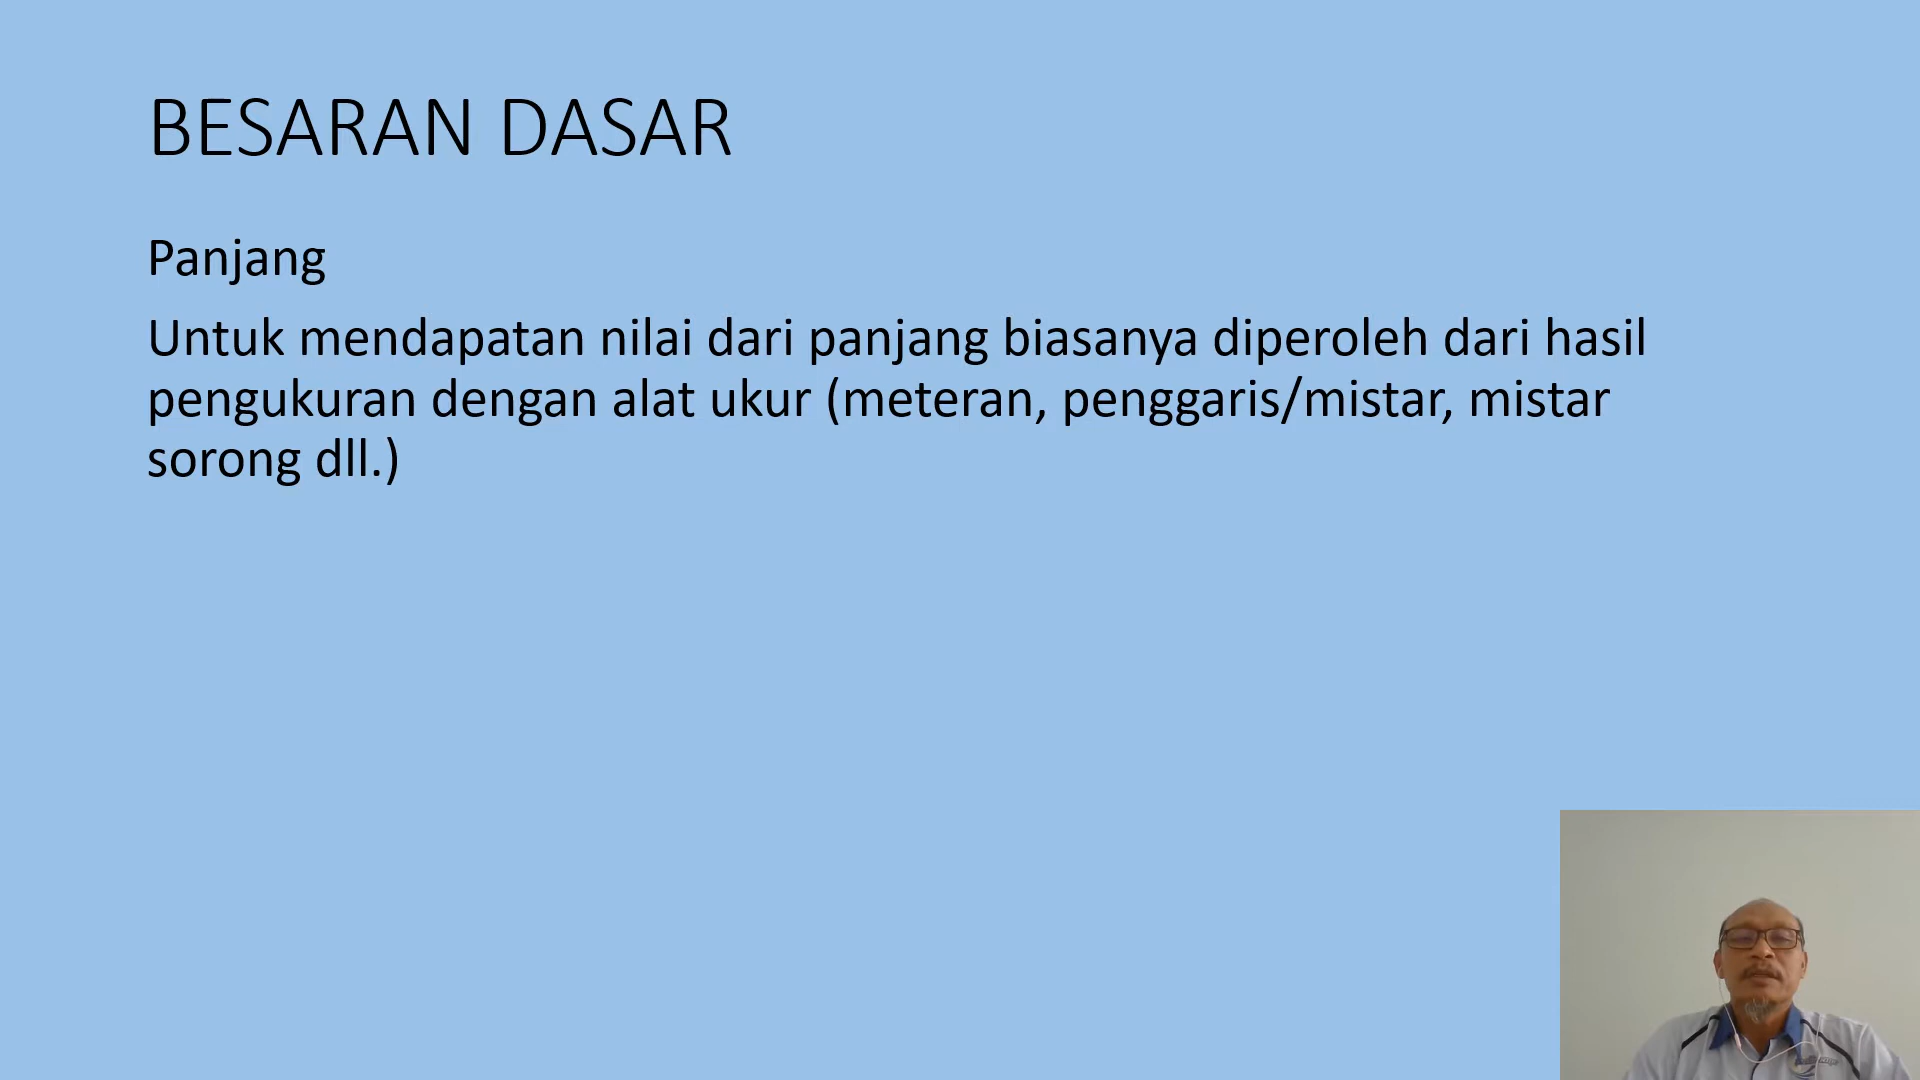 BESARAN DASAR
Panjang
Untuk mendapatan nilai dari panjang biasanya diperoleh dari hasil
pengukuran dengan alat ukur (meteran, penggaris/mistar, mistar
sorong dll.)